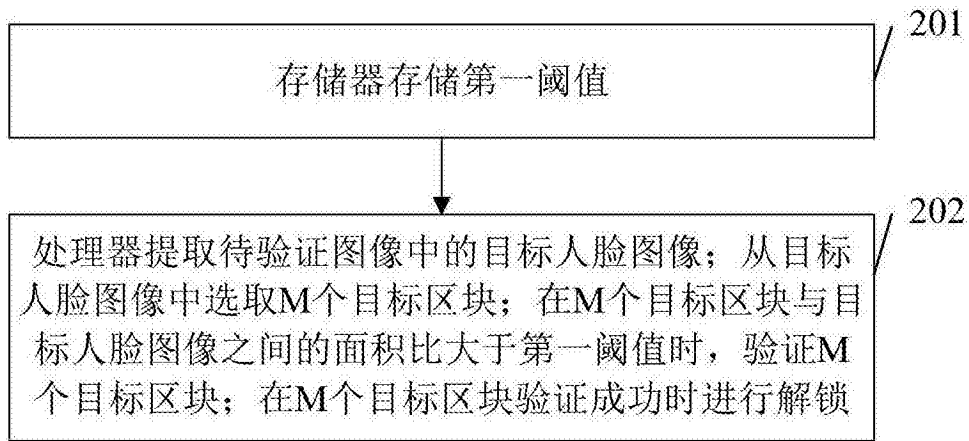 201
存储器存储第一阈值
202
处理器提取待验证图像中的目标人脸图像；从目标
人脸图像中选取M个目标区块；在M个目标区块与目
标人脸图像之间的面积比大于第一阈值时，验证M
个目标区块；在M个目标区块验证成功时进行解锁